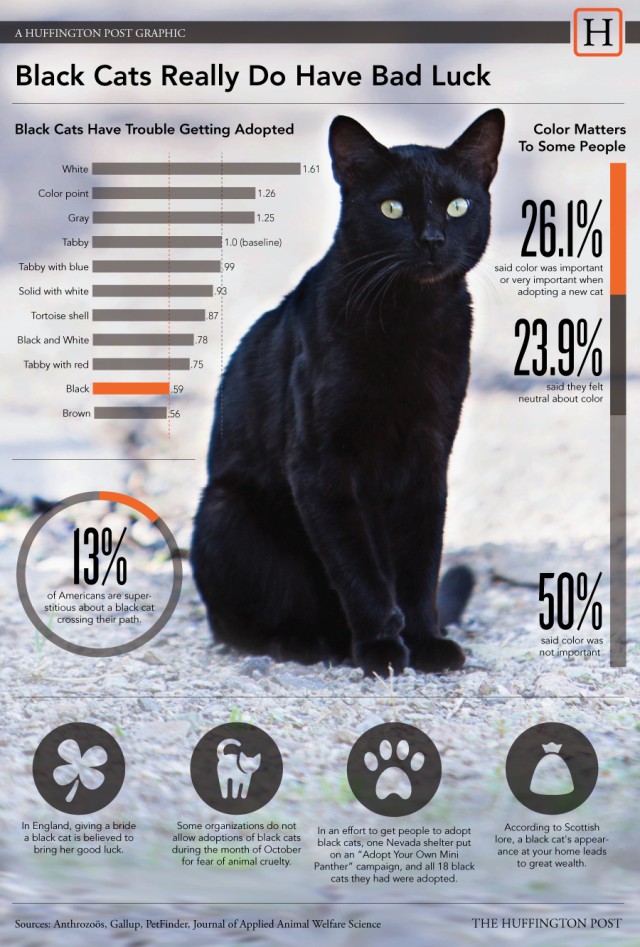 A HUFFINGTON POST GRAPHIC
H
Black Cats Really Do Have Bad Luck
Black Cats Have Trouble Getting Adopted
White 1.61
Color point 1.26
Gray 1.25
Tabby 1.0 (baseline)
Tabby with blue .99
Solid with white .93
Tortoise shell .87
Black and White .78
Tabby with red .75
Black .59
Brown .56
Color Matters
To Some People
26.1%
said color was important
or very important when
adopting a new cat
23.9%
said they felt
neutral about color
50%
said color was
not important
13%
of Americans are super-
stitious about a black cat
crossing their path.
In England, giving a bride
a black cat is believed to
bring her good luck.
Some organizations do not
allow adoptions of black cats
during the month of October
for fear of animal cruelty.
In an effort to get people to adopt
black cats, one Nevada shelter put
on an “Adopt Your Own Mini
Panther” campaign, and all 18 black
cats they had were adopted.
According to Scottish
lore, a black cat's appear-
ance at your home leads
to great wealth.
Sources: Anthrozoös, Gallup, PetFinder, Journal of Applied Animal Welfare Science
THE HUFFINGTON POST